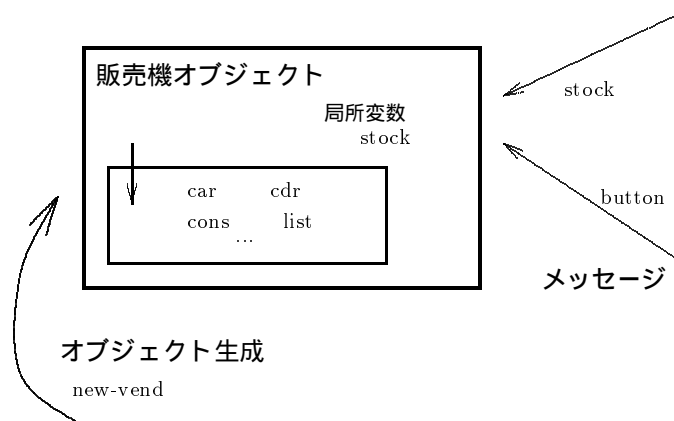 販売機オブジェクト
局所変数
stock
car cdr
cons list
...
stock
button
メッセージ
オブジェクト生成
new-vend